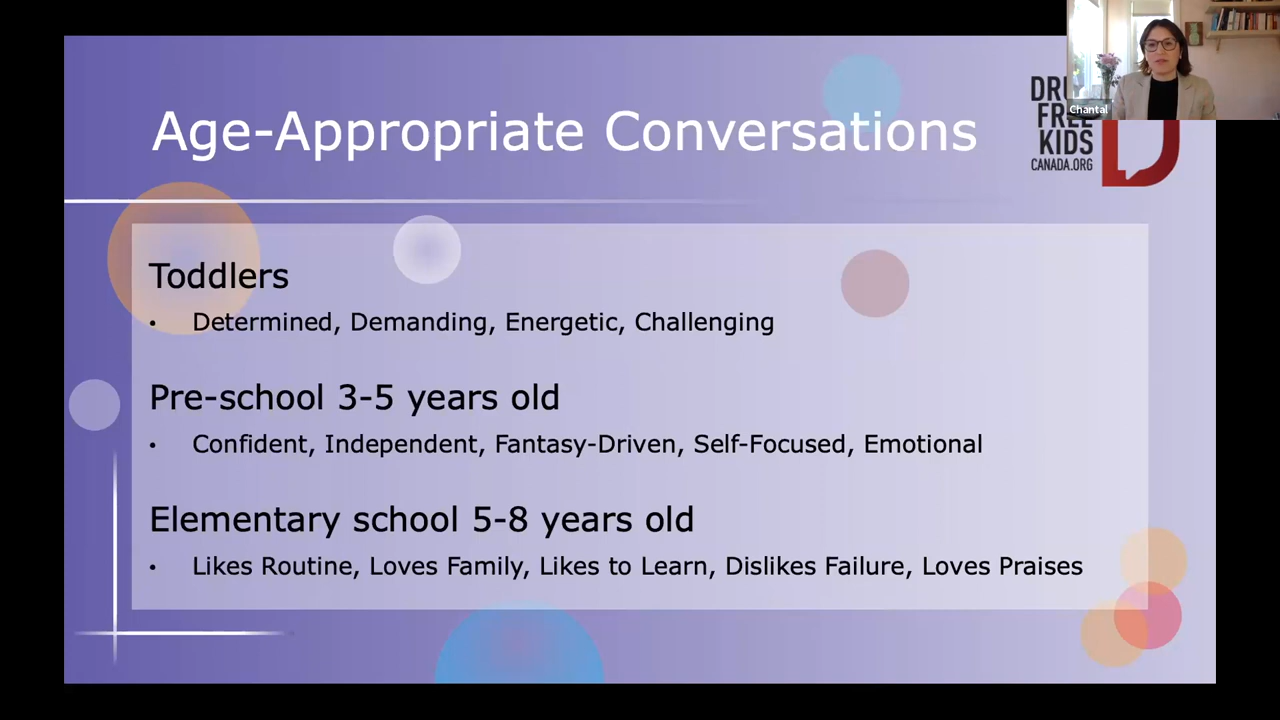 Age-Appropriate Conversations
Chantal
FREE
KIDS
CANADA.ORG
Toddlers
• Determined, Demanding, Energetic, Challenging
Pre-school 3-5 years old
• Confident, Independent, Fantasy-Driven, Self-Focused, Emotional
Elementary school 5-8 years old
• Likes Routine, Loves Family, Likes to Learn, Dislikes Failure, Loves Praises